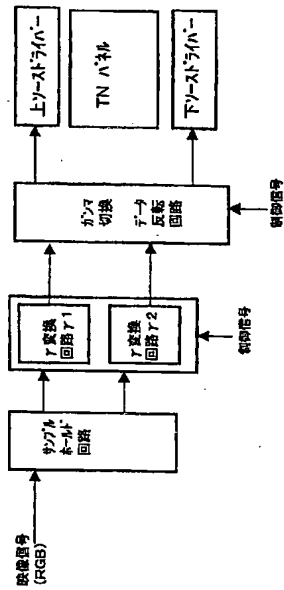 映像信号
(RGB)
サンプル
ホールド
回路
γ変換
回路γ1
γ変換
回路γ2
制御信号
ガンマ
切換
データ
反転
回路
制御信号
上ソースドライバー
TN パネル
下ソースドライバー